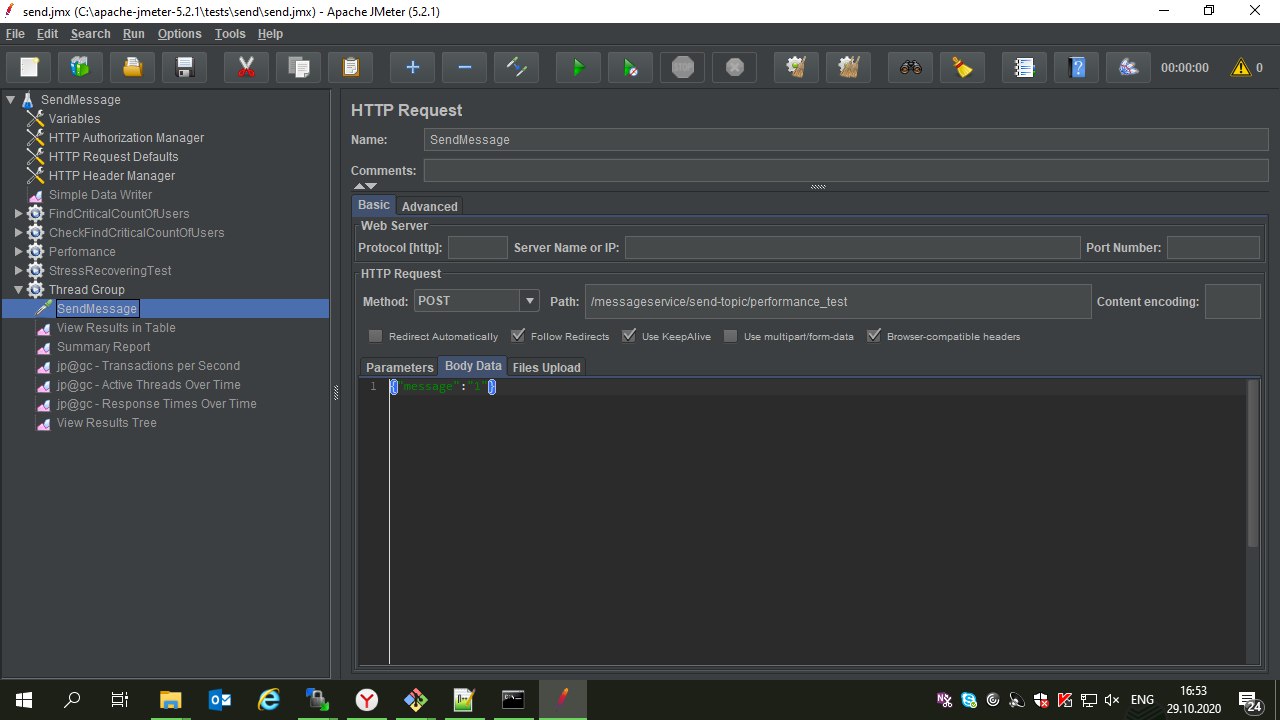 send.jmx (C:\apache-jmeter-5.2.1\tests\send\send.jmx) - Apache JMeter (5.2.1)
File Edit Search Run Options Tools Help
STOP 00:00:00 0
SendMessage
Variables
HTTP Authorization Manager
HTTP Request Defaults
HTTP Header Manager
Simple Data Writer
FindCriticalCountOfUsers
CheckFindCriticalCountOfUsers
Perfomance
StressRecoveringTest
Thread Group
SendMessage
View Results in Table
Summary Report
jp@gc - Transactions per Second
jp@gc - Active Threads Over Time
jp@gc - Response Times Over Time
View Results Tree
HTTP Request
Name: SendMessage
Comments:
Basic Advanced
Web Server
Protocol [http]: Server Name or IP: Port Number:
HTTP Request
Method: POST Path: /messageservice/send-topic/performance_test Content encoding:
Redirect Automatically Follow Redirects Use KeepAlive Use multipart/form-data Browser-compatible headers
Parameters Body Data Files Upload
1 {"message":"1"}
ENG 16:53
29.10.2020 24